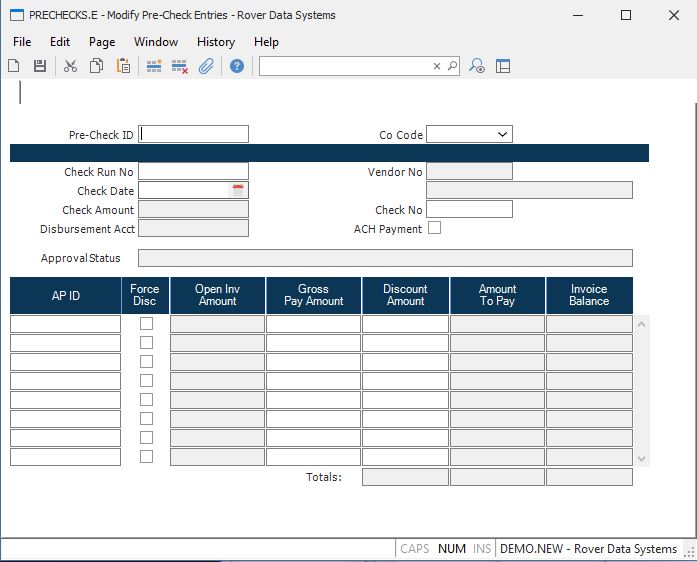 PRECHECKS.E - Modify Pre-Check Entries - Rover Data Systems
File Edit Page Window History Help
Pre-Check ID Co Code
Check Run No Vendor No
Check Date
Check Amount Check No
Disbursement Acct ACH Payment
Approval Status
AP ID Force Disc Open Inv Amount Gross Pay Amount Discount Amount Amount To Pay Invoice Balance
Totals:
CAPS NUM INS DEMO.NEW - Rover Data Systems